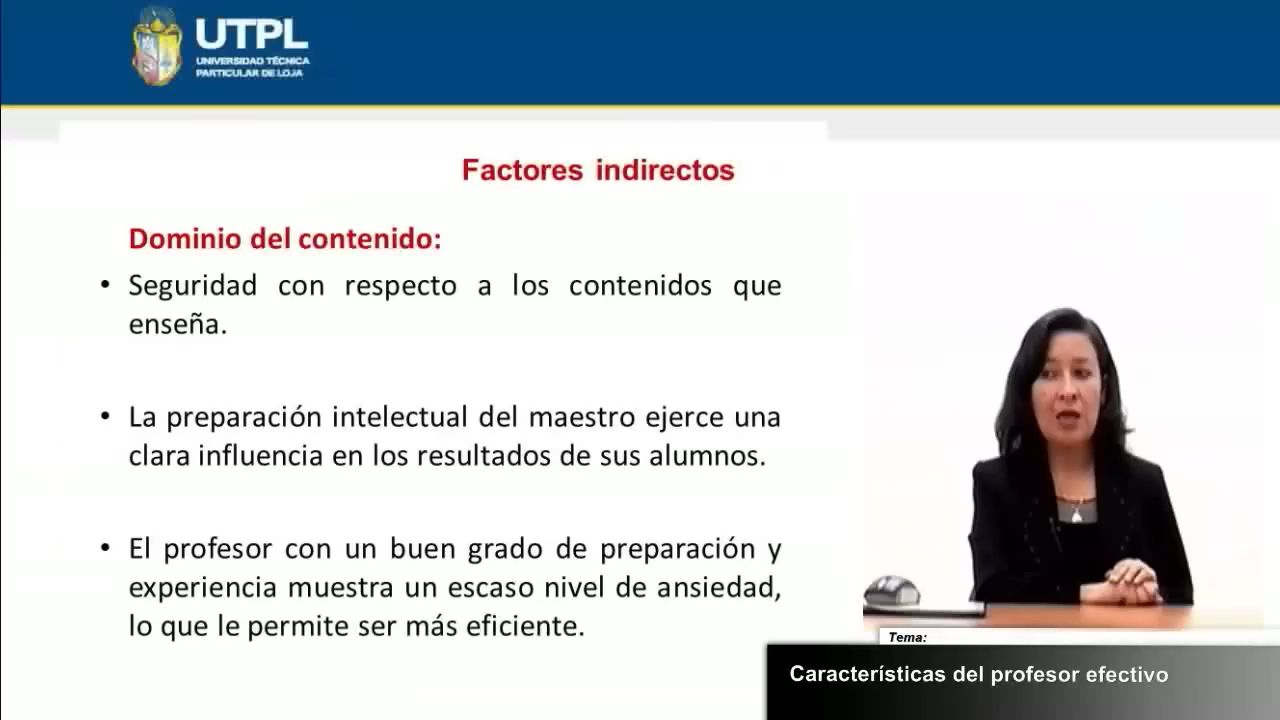 UTPL
UNIVERSIDAD TÉCNICA
PARTICULAR DE LOJA
Factores indirectos
Dominio del contenido:
• Seguridad con respecto a los contenidos que
enseña.
• La preparación intelectual del maestro ejerce una
clara influencia en los resultados de sus alumnos.
• El profesor con un buen grado de preparación y
experiencia muestra un escaso nivel de ansiedad,
lo que le permite ser más eficiente.
Tema:
Características del profesor efectivo